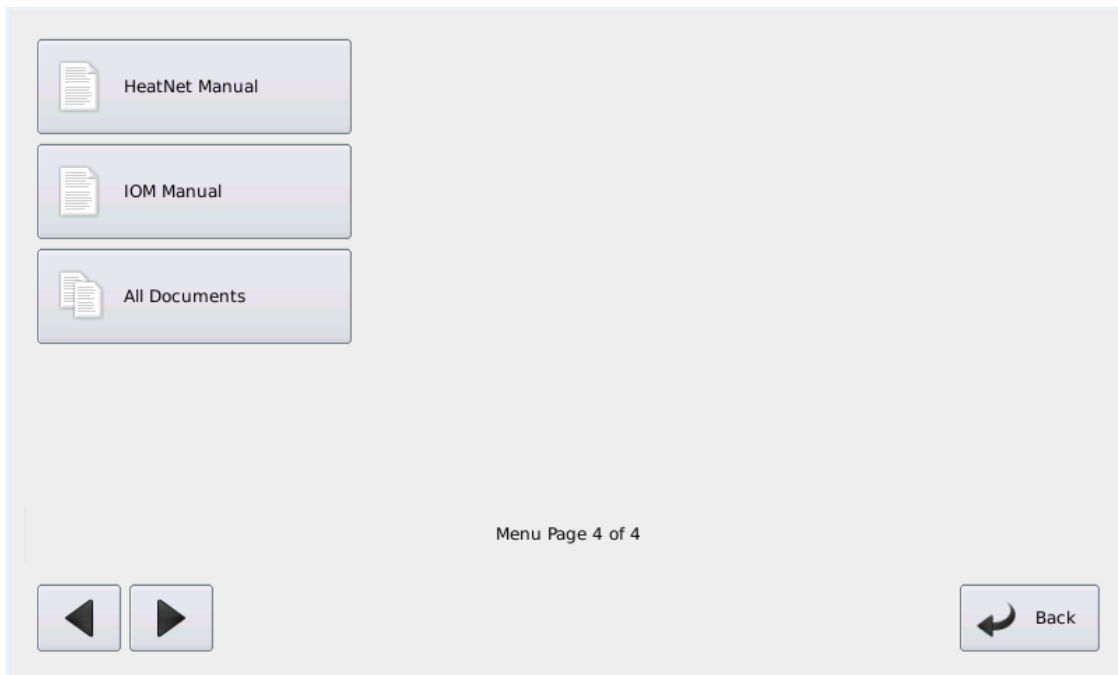 HeatNet Manual
IOM Manual
All Documents
Menu Page 4 of 4
Back